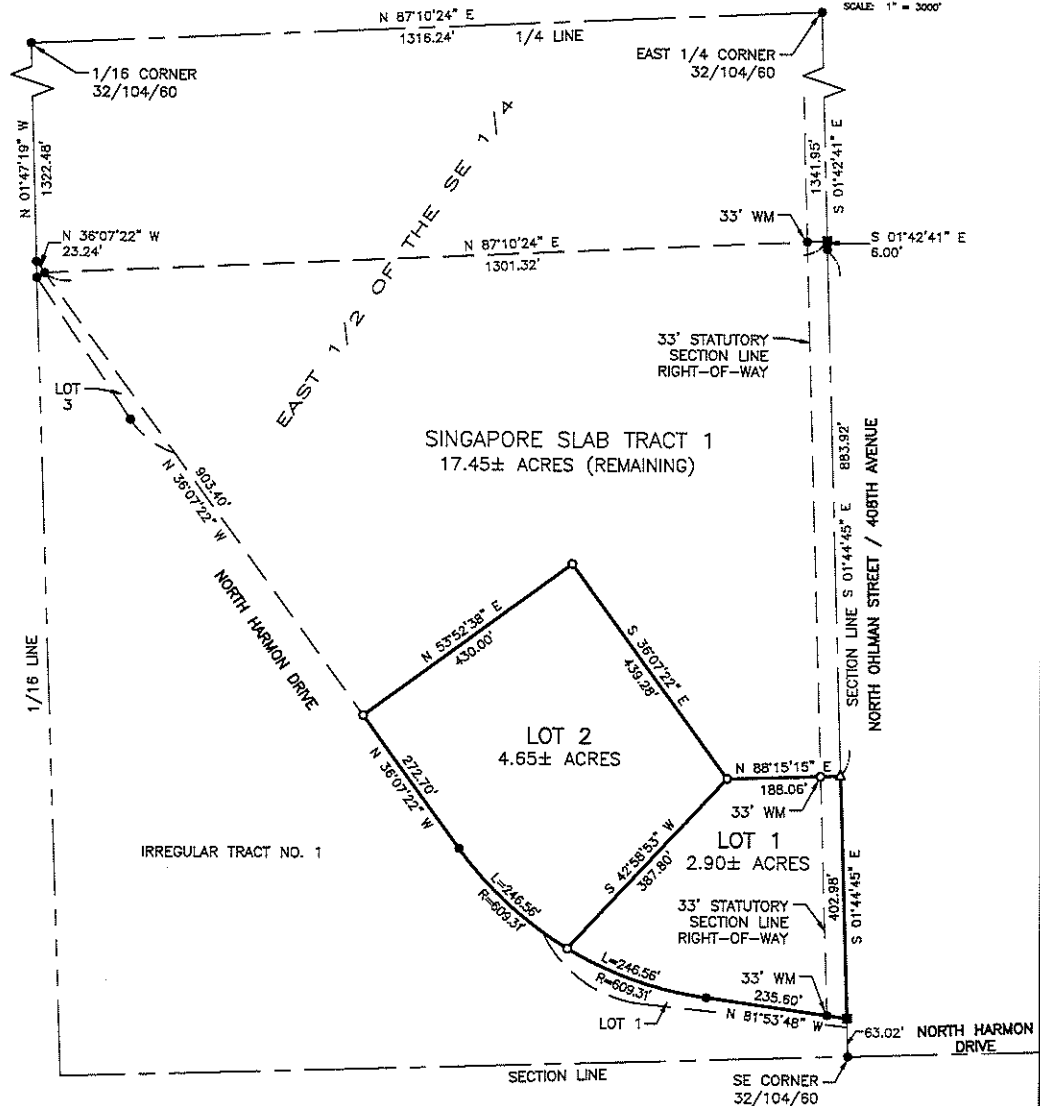 SCALE: 1" = 3000'
N 87°10'24" E
1316.24'
1/4 LINE
1/16 CORNER
32/104/60
EAST 1/4 CORNER
32/104/60
N 01°47'19" W
1322.48'
1341.95'
S 01°42'41" E
N 36°07'22" W
23.24'
N 87°10'24" E
1301.32'
33' WM
S 01°42'41" E
6.00'
EAST 1/2 OF THE SE 1/4
33' STATUTORY
SECTION LINE
RIGHT-OF-WAY
LOT
3
SINGAPORE SLAB TRACT 1
17.45± ACRES (REMAINING)
903.40'
N 36°07'22" W
SECTION LINE S 01°44'45" E 883.92'
NORTH OHLMAN STREET / 408TH AVENUE
NORTH HARMON DRIVE
1/16 LINE
N 53°52'38" E
430.00'
S 36°07'22" E
439.28'
LOT 2
4.65± ACRES
272.70'
N 36°07'22" W
N 88°15'15" E
188.06'
33' WM
LOT 1
2.90± ACRES
S 42°58'53" W
387.80'
IRREGULAR TRACT NO. 1
L=246.56'
R=609.31'
33' STATUTORY
SECTION LINE
RIGHT-OF-WAY
402.98'
S 01°44'45" E
L=246.56'
R=609.31'
33' WM
235.60'
N 81°53'48" W
LOT 1
63.02'
NORTH HARMON
DRIVE
SECTION LINE
SE CORNER
32/104/60